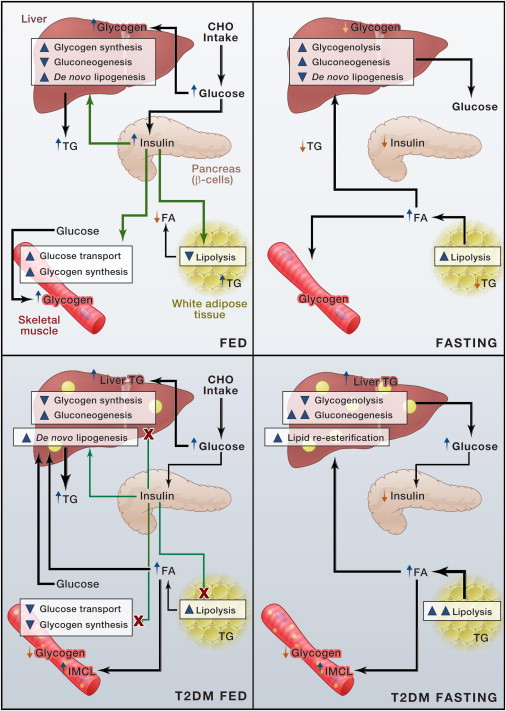 Liver
Glycogen
CHO
Intake
▲ Glycogen synthesis
▼ Gluconeogenesis
▲ De novo lipogenesis
↑Glucose
↑TG
↑ Insulin
Pancreas
(β-cells)
↓FA
Glucose
▲ Glucose transport
▲ Glycogen synthesis
▼ Lipolysis
↑TG
↑Glycogen
White adipose
tissue
Skeletal
muscle
FED
↓Glycogen
▲ Glycogenolysis
▲ Gluconeogenesis
▼ De novo lipogenesis
Glucose
↓TG
↓Insulin
↑FA
▲ Lipolysis
↓TG
Glycogen
FASTING
↑Liver TG
CHO
Intake
▼ Glycogen synthesis
▲ Gluconeogenesis
▲ De novo lipogenesis
X
↑Glucose
↑TG
Insulin
↑FA
Glucose
X
▼ Glucose transport
▼ Glycogen synthesis
X
▲ Lipolysis
TG
↓Glycogen
↑IMCL
T2DM FED
↑Liver TG
▼ Glycogenolysis
▲ ▲ Gluconeogenesis
▲ Lipid re-esterification
↑Glucose
↓Insulin
↑FA
▲ ▲ Lipolysis
TG
↓Glycogen
↑IMCL
T2DM FASTING